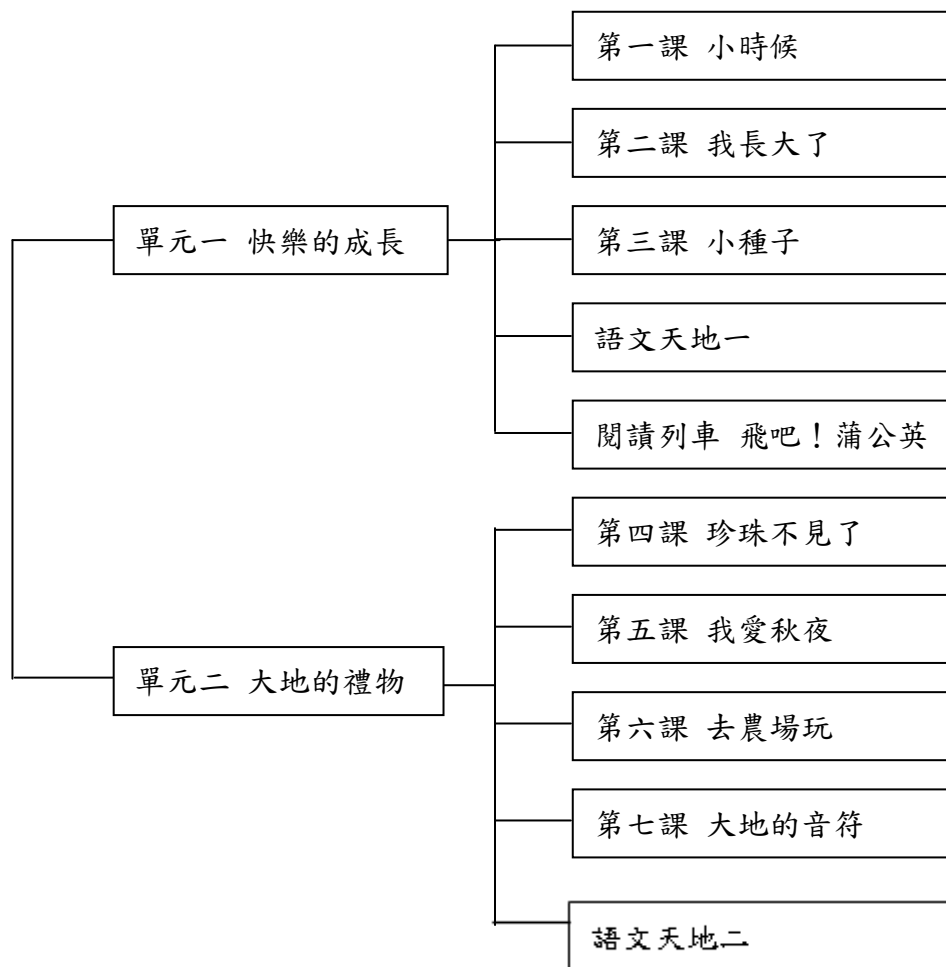 單元一 快樂的成長
第一課 小時候
第二課 我長大了
第三課 小種子
語文天地一
閱讀列車 飛吧！蒲公英
單元二 大地的禮物
第四課 珍珠不見了
第五課 我愛秋夜
第六課 去農場玩
第七課 大地的音符
語文天地二